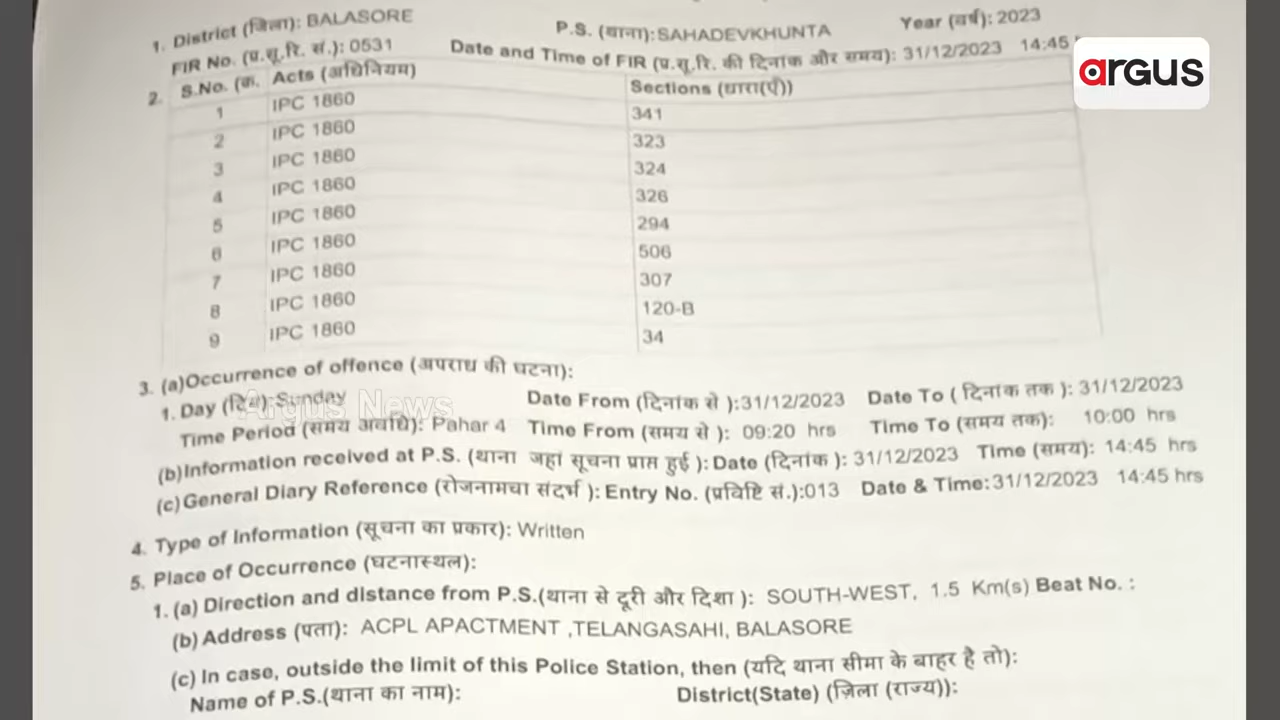 1. District (जिला): BALASORE P.S. (थाना): SAHADEVKHUNTA Year (वर्ष): 2023
FIR No. (प्र.सू.रि. सं.): 0531 Date and Time of FIR (प्र.सू.रि. की दिनांक और समय): 31/12/2023 14:45
argus
2. S.No. (क. Acts (अधिनियम) Sections (धारा(एँ))
1 IPC 1860 341
2 IPC 1860 323
3 IPC 1860 324
4 IPC 1860 326
5 IPC 1860 294
6 IPC 1860 506
7 IPC 1860 307
8 IPC 1860 120-B
9 IPC 1860 34
3. (a)Occurrence of offence (अपराध की घटना):
1. Day (दिन):Sunday Date From (दिनांक से ):31/12/2023 Date To ( दिनांक तक ): 31/12/2023
Argus News
Time Period (समय अवधि): Pahar 4 Time From (समय से ): 09:20 hrs Time To (समय तक): 10:00 hrs
(b)Information received at P.S. (थाना जहां सूचना प्राप्त हुई ): Date (दिनांक ): 31/12/2023 Time (समय): 14:45 hrs
(c) General Diary Reference (रोजनामचा संदर्भ ): Entry No. (प्रविष्टि सं.):013 Date & Time:31/12/2023 14:45 hrs
4. Type of Information (सूचना का प्रकार): Written
5. Place of Occurrence (घटनास्थल):
1. (a) Direction and distance from P.S.(थाना से दूरी और दिशा ): SOUTH-WEST, 1.5 Km(s) Beat No. :
(b) Address (पता): ACPL APACTMENT ,TELANGASAHI, BALASORE
(c) In case, outside the limit of this Police Station, then (यदि थाना सीमा के बाहर है तो):
Name of P.S.(थाना का नाम): District(State) (ज़िला (राज्य)):